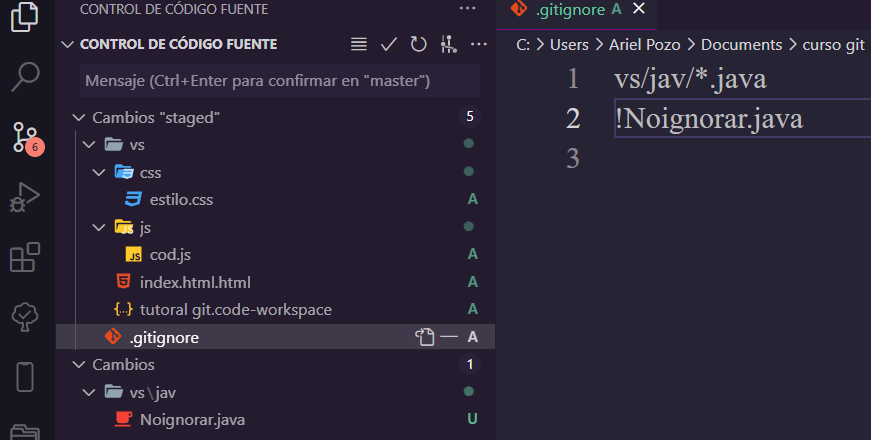 CONTROL DE CÓDIGO FUENTE
CONTROL DE CÓDIGO FUENTE
Mensaje (Ctrl+Enter para confirmar en "master")
Cambios "staged" 5
vs
css
estilo.css A
js
JS cod.js A
index.html.html A
tutoral git.code-workspace A
.gitignore A
Cambios 1
vs\jav
Noignorar.java U
6
.gitignore A
C: > Users > Ariel Pozo > Documents > curso git
1 vs/jav/*.java
2 !Noignorar.java
3